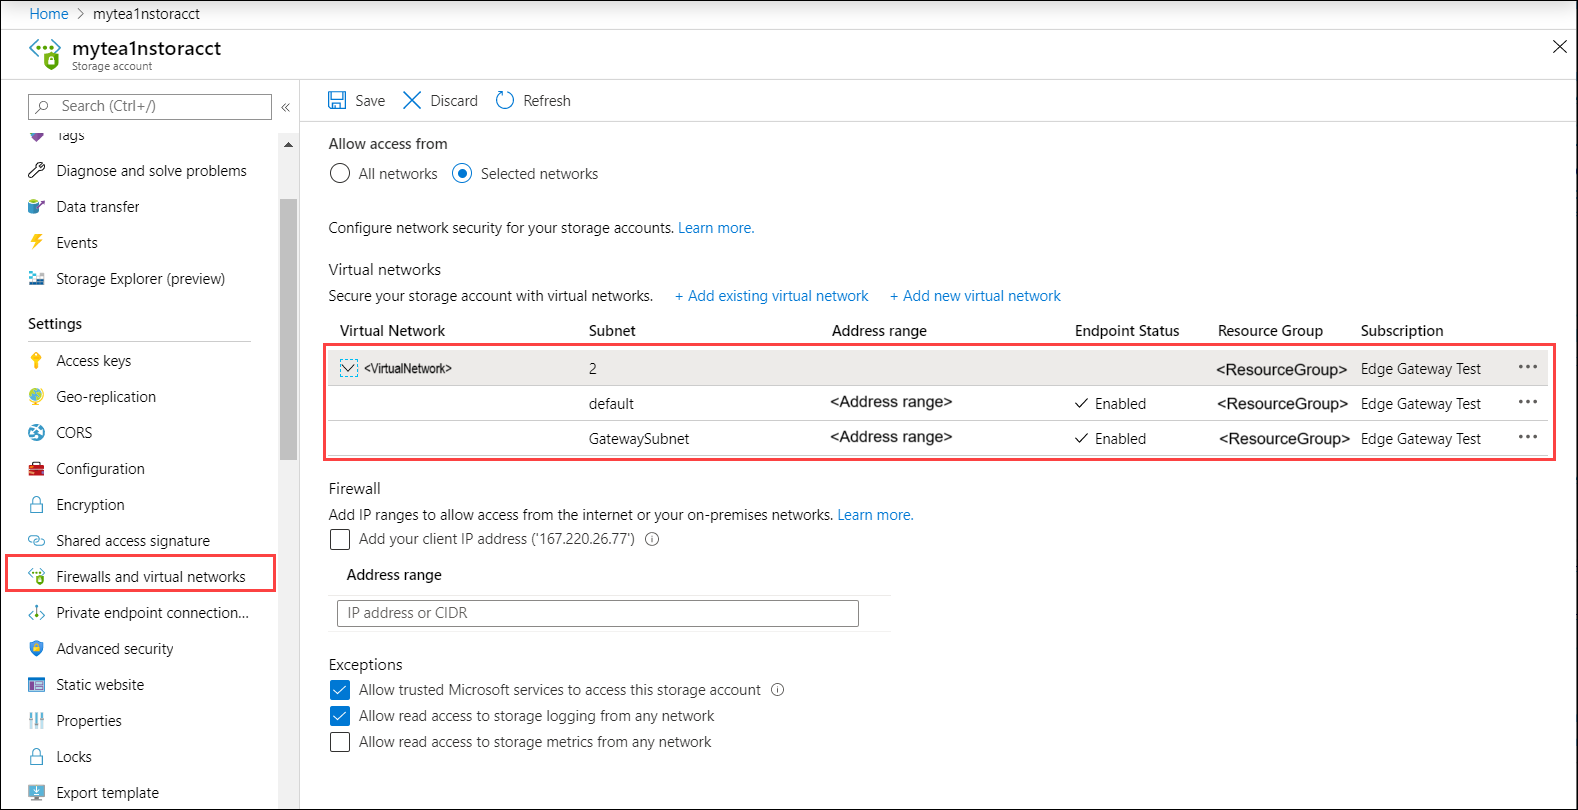 Home > mytea1nstoracct
mytea1nstoracct
Storage account
Search (Ctrl+/)
«
Tags
Diagnose and solve problems
Data transfer
Events
Storage Explorer (preview)
Settings
Access keys
Geo-replication
CORS
Configuration
Encryption
Shared access signature
Firewalls and virtual networks
Private endpoint connection...
Advanced security
Static website
Properties
Locks
Export template
Save Discard Refresh
Allow access from
All networks Selected networks
Configure network security for your storage accounts. Learn more.
Virtual networks
Secure your storage account with virtual networks. + Add existing virtual network + Add new virtual network
Virtual Network Subnet Address range Endpoint Status Resource Group Subscription
<VirtualNetwork> 2 <ResourceGroup> Edge Gateway Test ...
default <Address range> Enabled <ResourceGroup> Edge Gateway Test ...
GatewaySubnet <Address range> Enabled <ResourceGroup> Edge Gateway Test ...
Firewall
Add IP ranges to allow access from the internet or your on-premises networks. Learn more.
Add your client IP address ('167.220.26.77')
Address range
IP address or CIDR
Exceptions
Allow trusted Microsoft services to access this storage account
Allow read access to storage logging from any network
Allow read access to storage metrics from any network